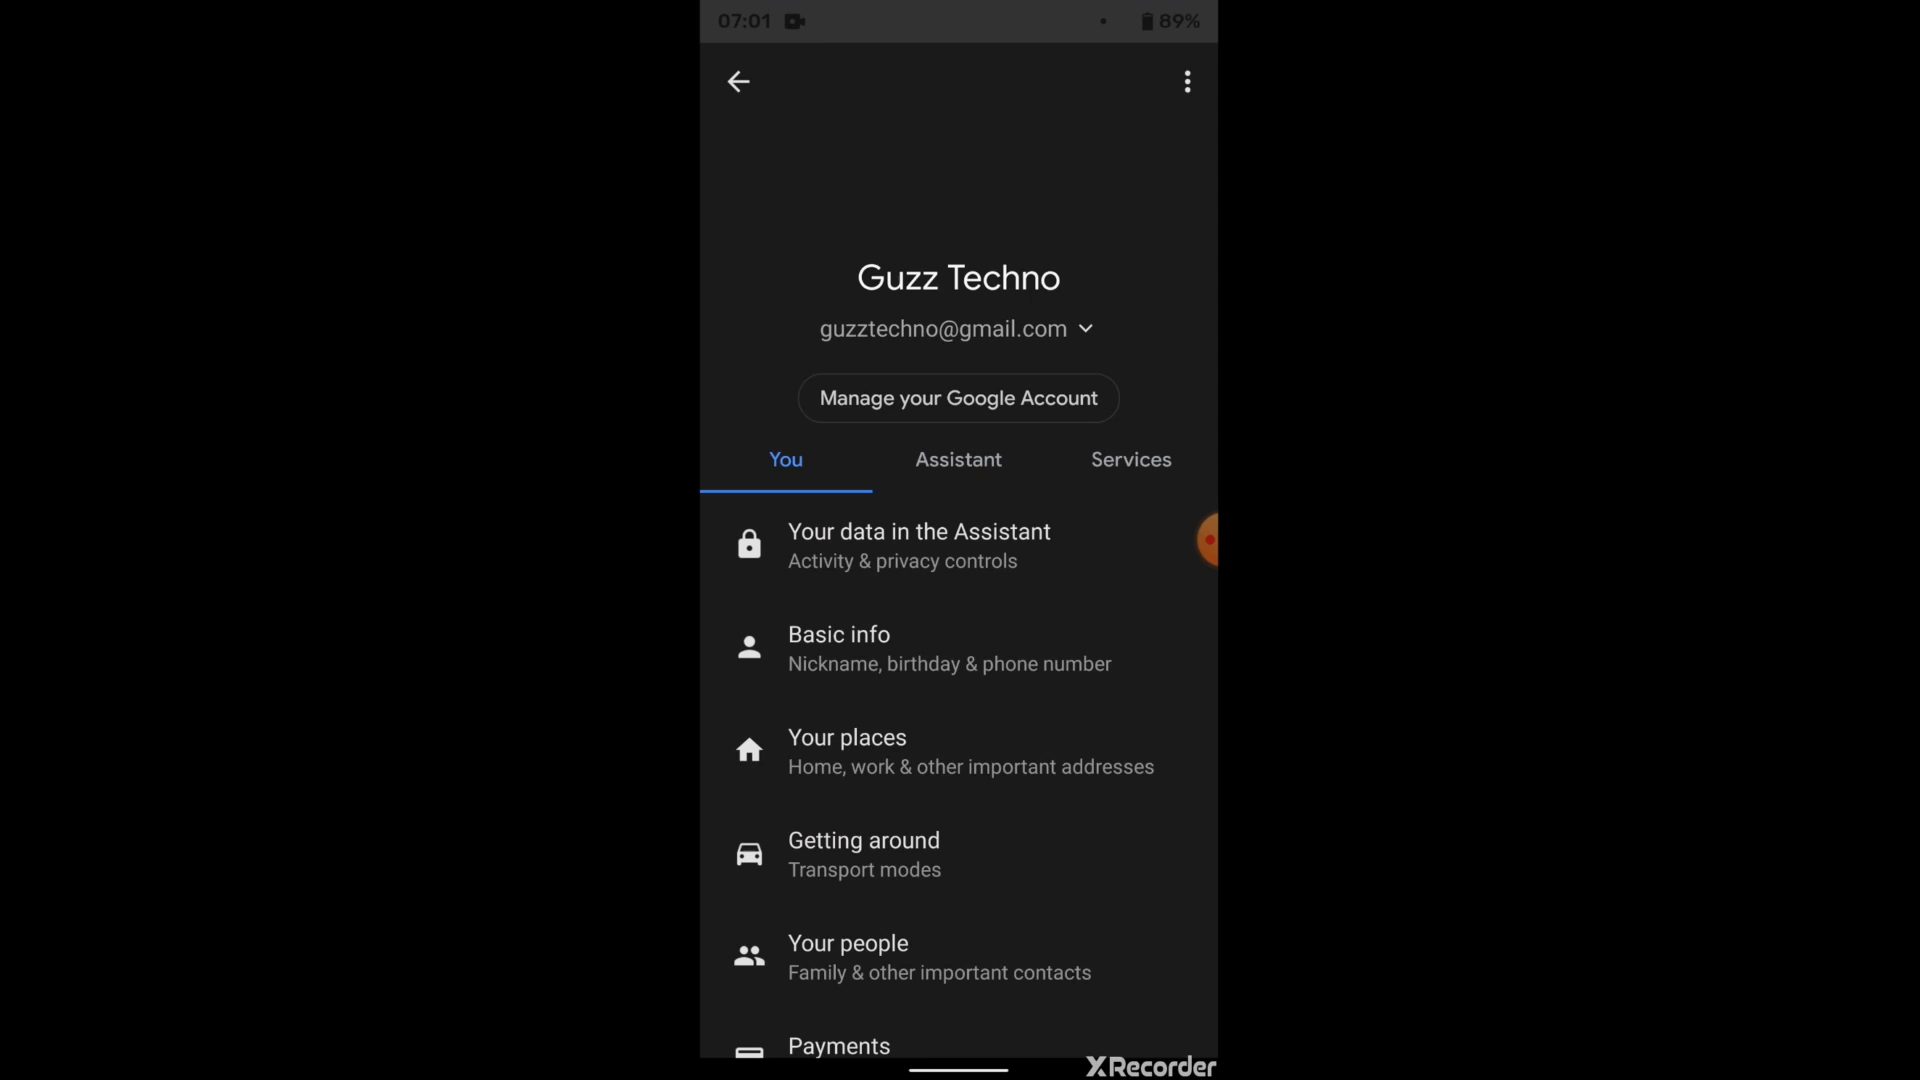 07:01
89%
Guzz Techno
guzztechno@gmail.com
Manage your Google Account
You
Assistant
Services
Your data in the Assistant
Activity & privacy controls
Basic info
Nickname, birthday & phone number
Your places
Home, work & other important addresses
Getting around
Transport modes
Your people
Family & other important contacts
Payments
XRecorder